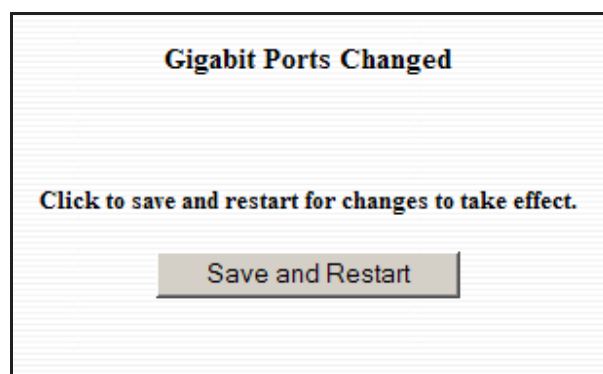 Gigabit Ports Changed
Click to save and restart for changes to take effect.
Save and Restart